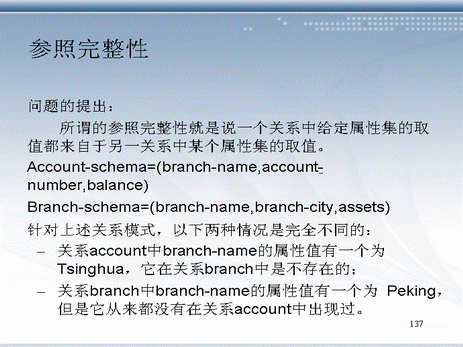 参照完整性
问题的提出：
所谓的参照完整性就是说一个关系中给定属性集的取
值都来自于另一关系中某个属性集的取值。
Account-schema=(branch-name,account-
number,balance)
Branch-schema=(branch-name,branch-city,assets)
针对上述关系模式，以下两种情况是完全不同的：
– 关系account中branch-name的属性值有一个为
Tsinghua，它在关系branch中是不存在的；
– 关系branch中branch-name的属性值有一个为 Peking，
但是它从来都没有在关系account中出现过。
137